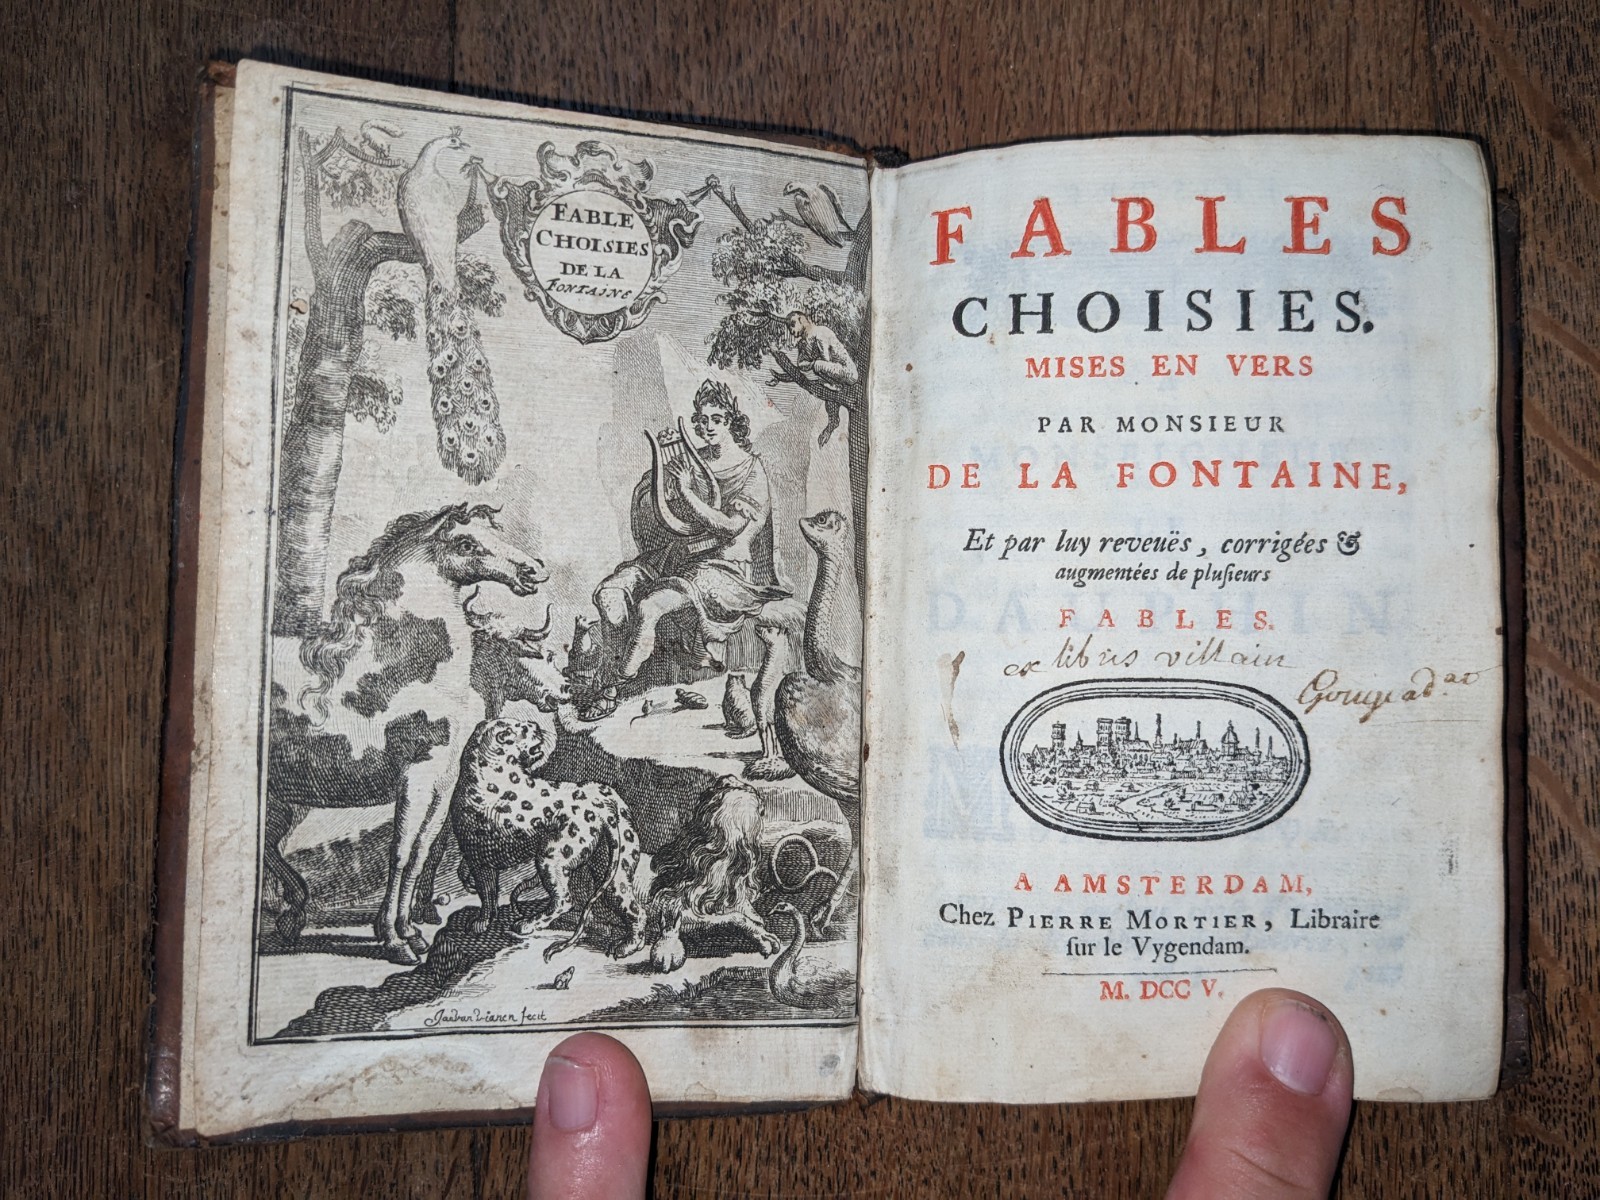 FABLE
CHOISIES
DE LA
FONTAINE
Janvan Vianen fecit
FABLES
CHOISIES.
MISES EN VERS
PAR MONSIEUR
DE LA FONTAINE,
Et par luy reveuës, corrigées &
augmentées de pluſieurs
FABLES.
ex libris villain
A AMSTERDAM,
Chez PIERRE MORTIER, Libraire
ſur le Vygendam.
M. DCC V.